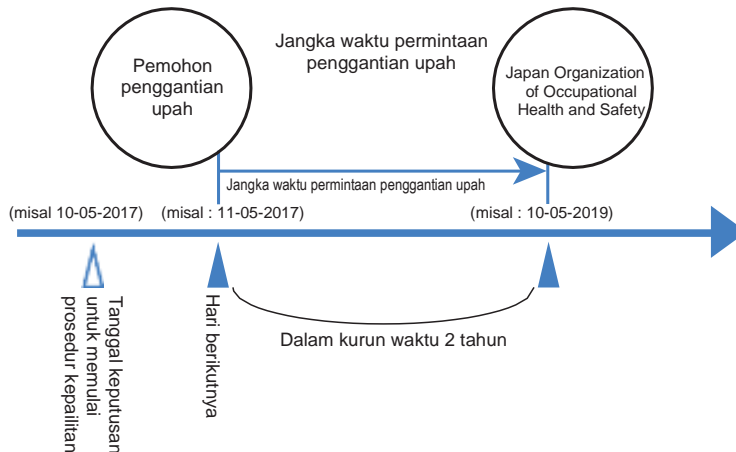 Pemohon
penggantian
upah
Jangka waktu permintaan
penggantian upah
Japan Organization
of Occupational
Health and Safety
Jangka waktu permintaan penggantian upah
(misal 10-05-2017)
(misal : 11-05-2017)
(misal : 10-05-2019)
Tanggal keputusan
untuk memulai
prosedur kepailitan
Hari berikutnya
Dalam kurun waktu 2 tahun